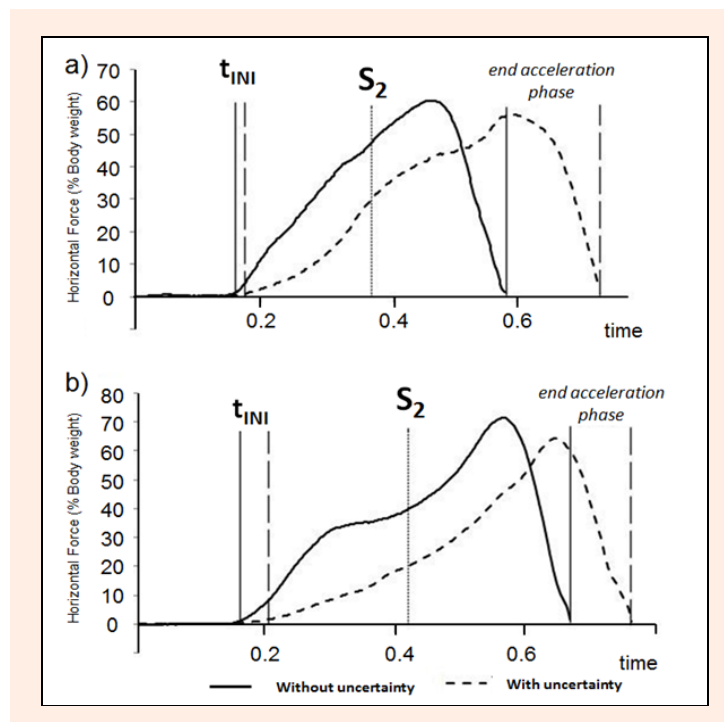 a)
t_INI
S_2
end acceleration
phase
Horizontal Force (% Body weight)
70
60
50
40
30
20
10
0
0.2
0.4
0.6
time
b)
t_INI
S_2
end acceleration
phase
Horizontal Force (% Body weight)
80
70
60
50
40
30
20
10
0
0.2
0.4
0.6
time
Without uncertainty
With uncertainty